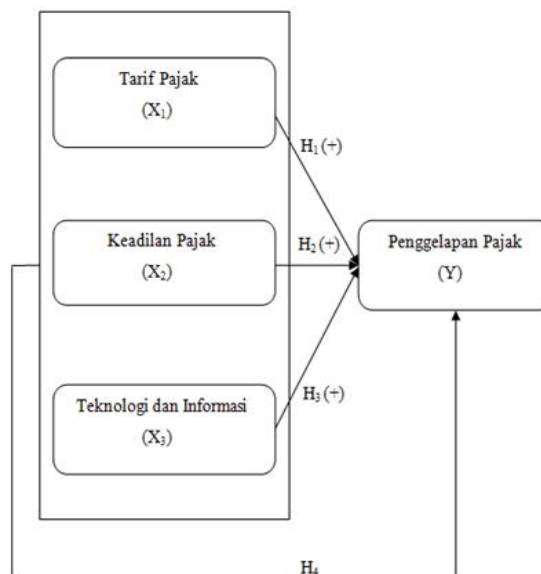 Tarif Pajak
(X₁)
H₁ (+)
Keadilan Pajak
(X₂)
H₂ (+)
Penggelapan Pajak
(Y)
Teknologi dan Informasi
(X₃)
H₃ (+)
H₄